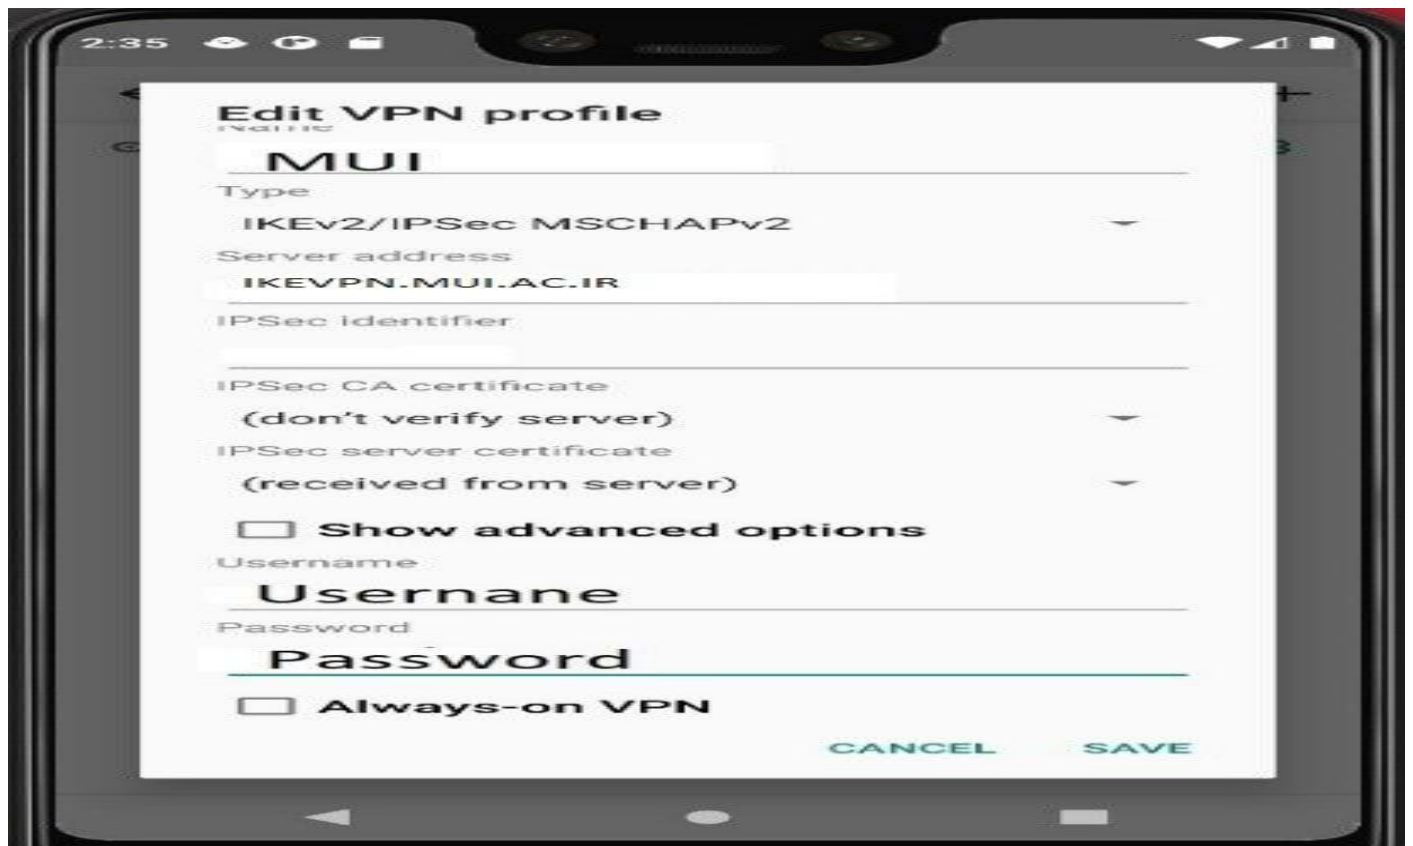 2:35
Edit VPN profile
Name
MUI
Type
IKEv2/IPSec MSCHAPv2
Server address
IKEVPN.MUI.AC.IR
IPSec identifier
IPSec CA certificate
(don't verify server)
IPSec server certificate
(received from server)
Show advanced options
Username
Usernane
Password
Password
Always-on VPN
CANCEL SAVE